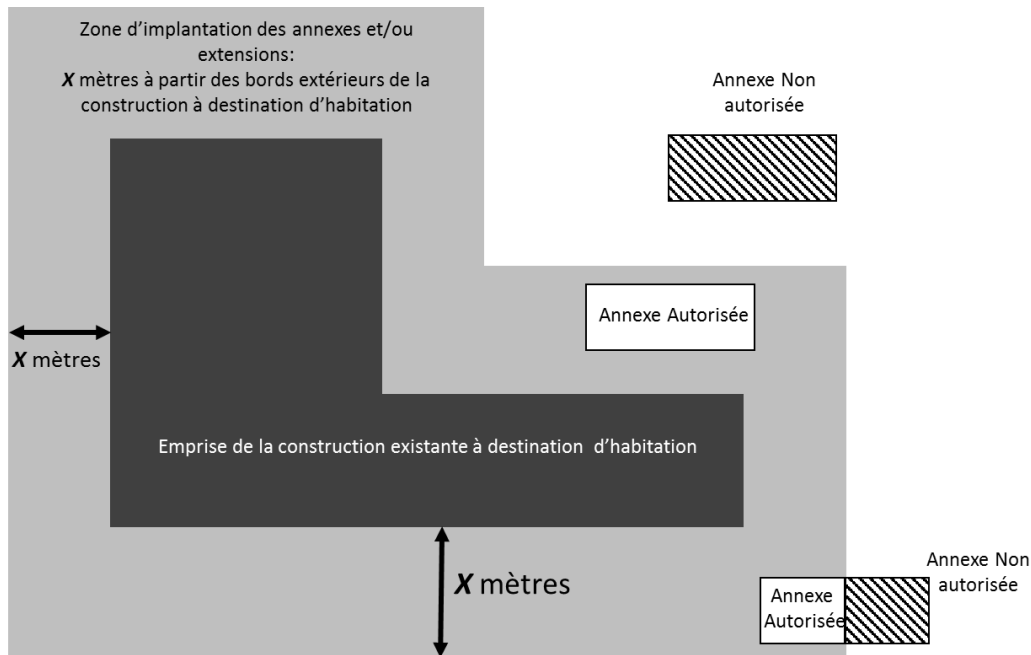 Zone d’implantation des annexes et/ou
extensions:
X mètres à partir des bords extérieurs de la
construction à destination d’habitation
Annexe Non
autorisée
Annexe Autorisée
X mètres
Emprise de la construction existante à destination d’habitation
X mètres
Annexe
Autorisée
Annexe Non
autorisée